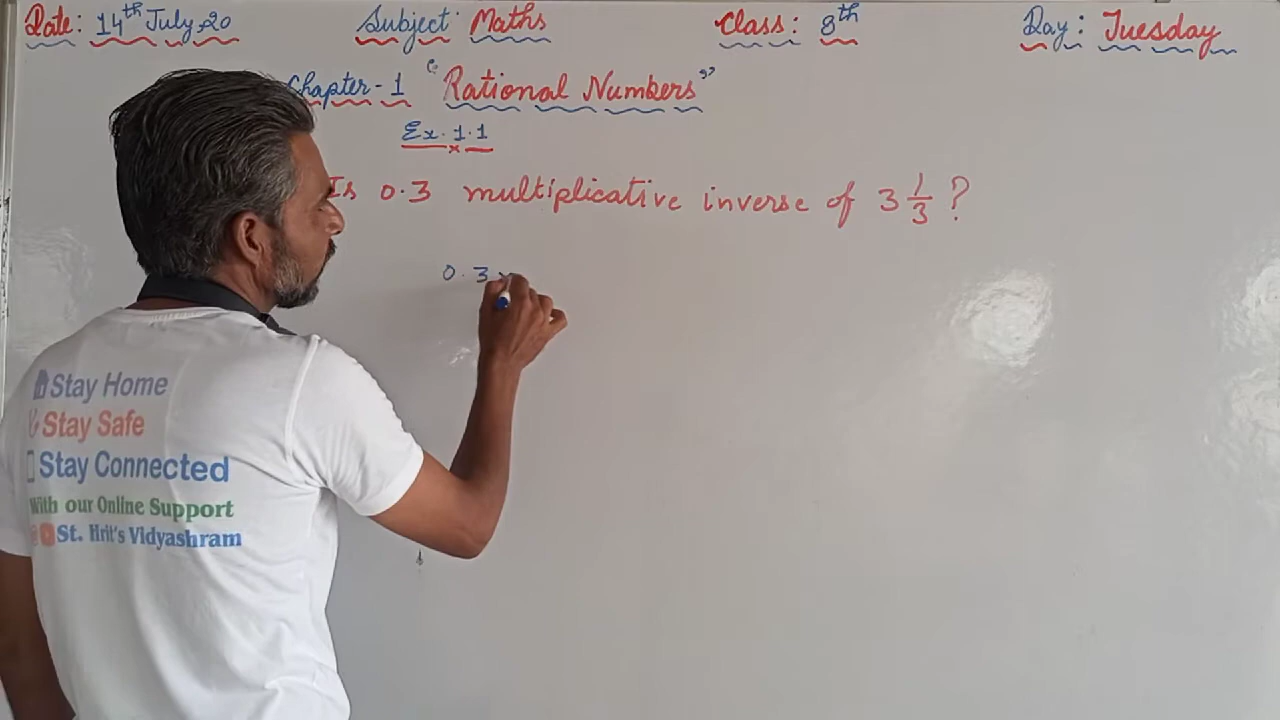 Date: 14th July,20 Subject: Maths Class: 8th Day: Tuesday
Chapter-1 "Rational Numbers"
Ex. 1.1
Is 0.3 multiplicative inverse of 3 1/3 ?
0.3 ×
Stay Home
Stay Safe
Stay Connected
With our Online Support
St. Hrit's Vidyashram